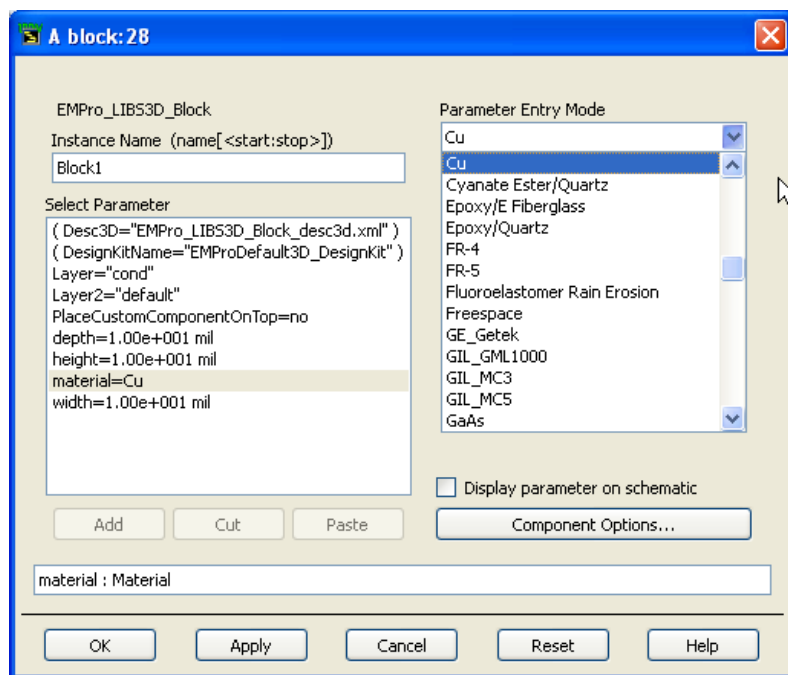 A block:28
EMPro_LIBS3D_Block
Instance Name (name[<start:stop>])
Block1
Select Parameter
( Desc3D="EMPro_LIBS3D_Block_desc3d.xml" )
( DesignKitName="EMProDefault3D_DesignKit" )
Layer="cond"
Layer2="default"
PlaceCustomComponentOnTop=no
depth=1.00e+001 mil
height=1.00e+001 mil
material=Cu
width=1.00e+001 mil
Add
Cut
Paste
Parameter Entry Mode
Cu
Cu
Cyanate Ester/Quartz
Epoxy/E Fiberglass
Epoxy/Quartz
FR-4
FR-5
Fluoroelastomer Rain Erosion
Freespace
GE_Getek
GIL_GML1000
GIL_MC3
GIL_MC5
GaAs
Display parameter on schematic
Component Options...
material : Material
OK
Apply
Cancel
Reset
Help